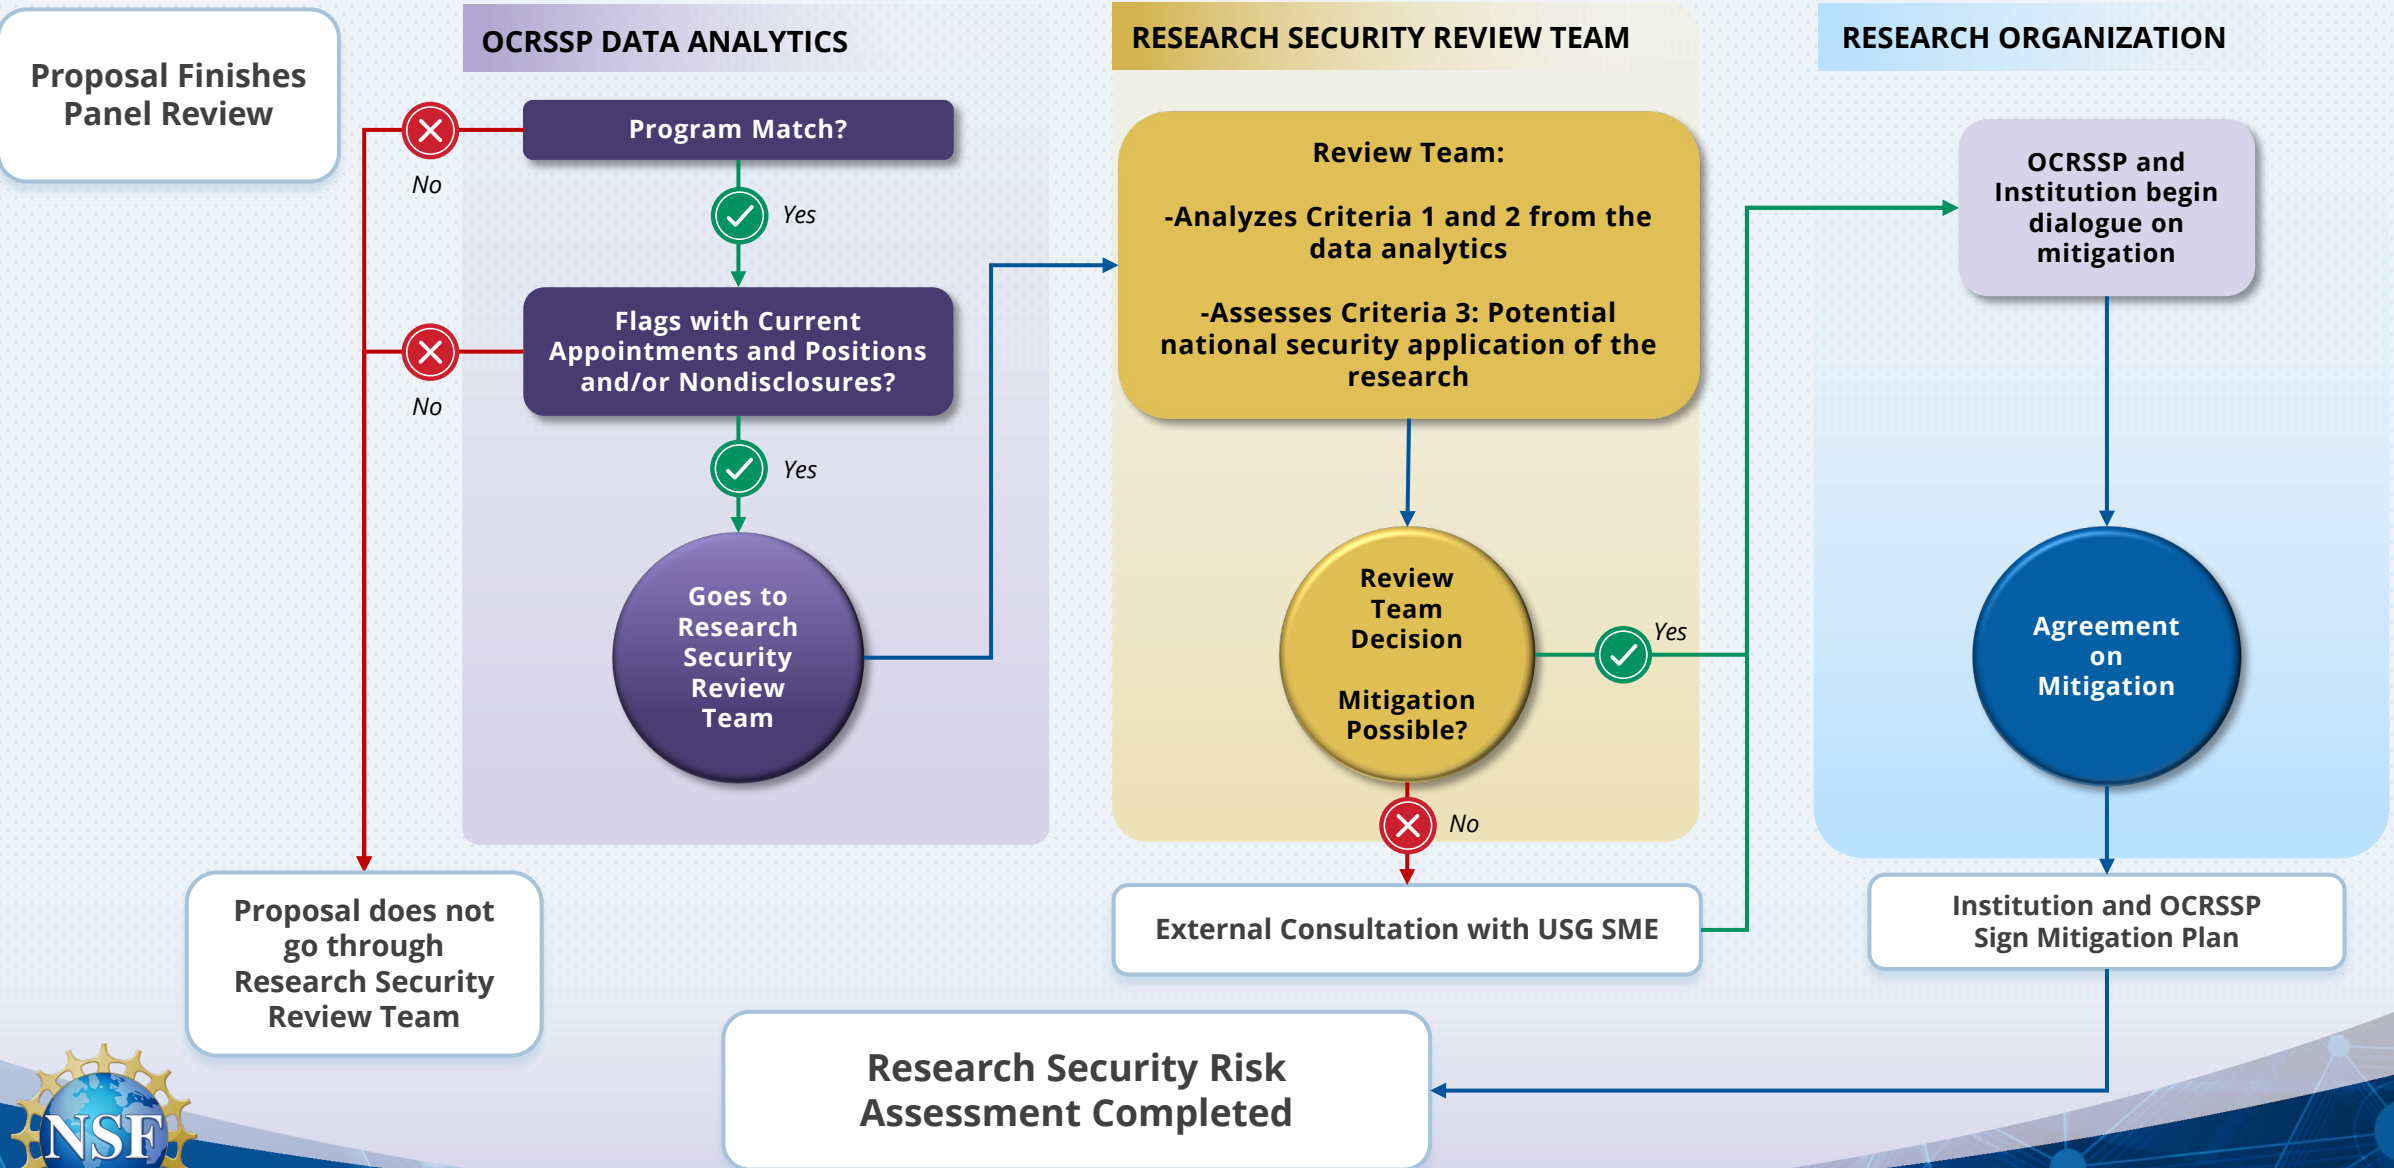 Proposal Finishes
Panel Review
OCRSSP DATA ANALYTICS
Program Match?
No
Yes
Flags with Current
Appointments and Positions
and/or Nondisclosures?
No
Yes
Goes to
Research
Security
Review
Team
Proposal does not
go through
Research Security
Review Team
RESEARCH SECURITY REVIEW TEAM
Review Team:
-Analyzes Criteria 1 and 2 from the
data analytics
-Assesses Criteria 3: Potential
national security application of the
research
Review
Team
Decision
Mitigation
Possible?
Yes
No
External Consultation with USG SME
RESEARCH ORGANIZATION
OCRSSP and
Institution begin
dialogue on
mitigation
Agreement
on
Mitigation
Institution and OCRSSP
Sign Mitigation Plan
Research Security Risk
Assessment Completed
NSF